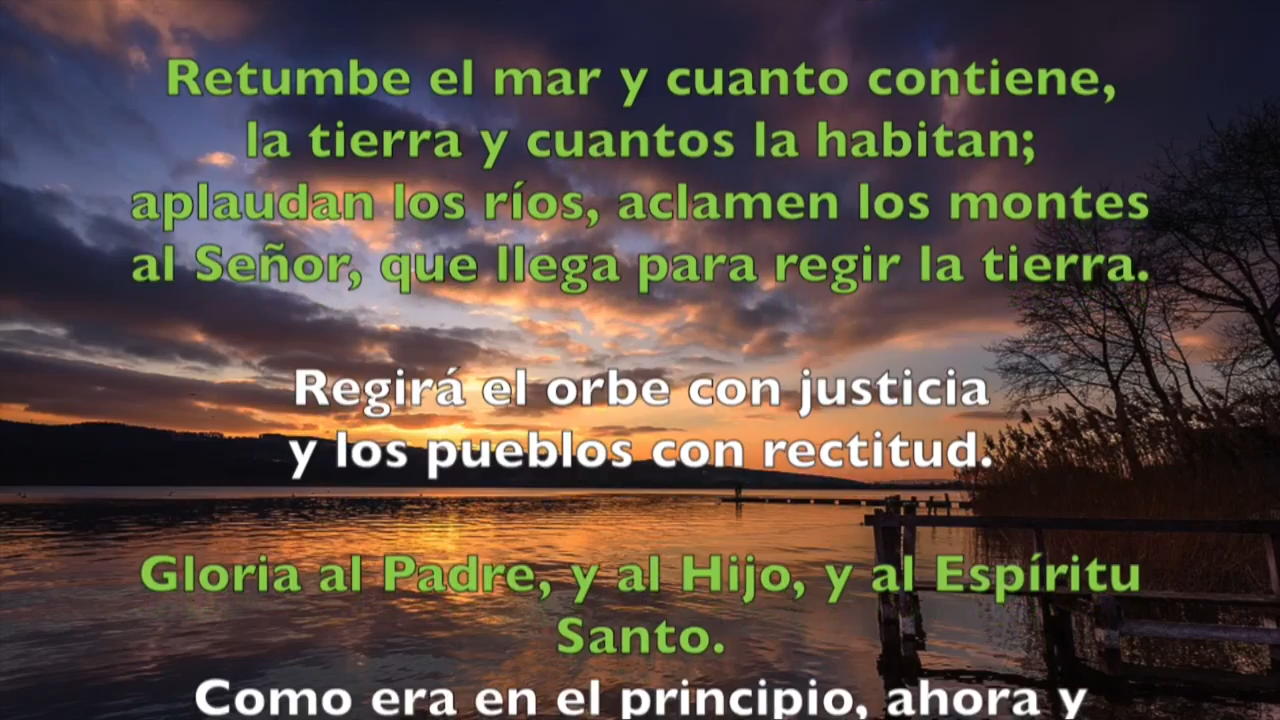 Retumbe el mar y cuanto contiene,
la tierra y cuantos la habitan;
aplaudan los ríos, aclamen los montes
al Señor, que llega para regir la tierra.
Regirá el orbe con justicia
y los pueblos con rectitud.
Gloria al Padre, y al Hijo, y al Espíritu
Santo.
Como era en el principio, ahora y